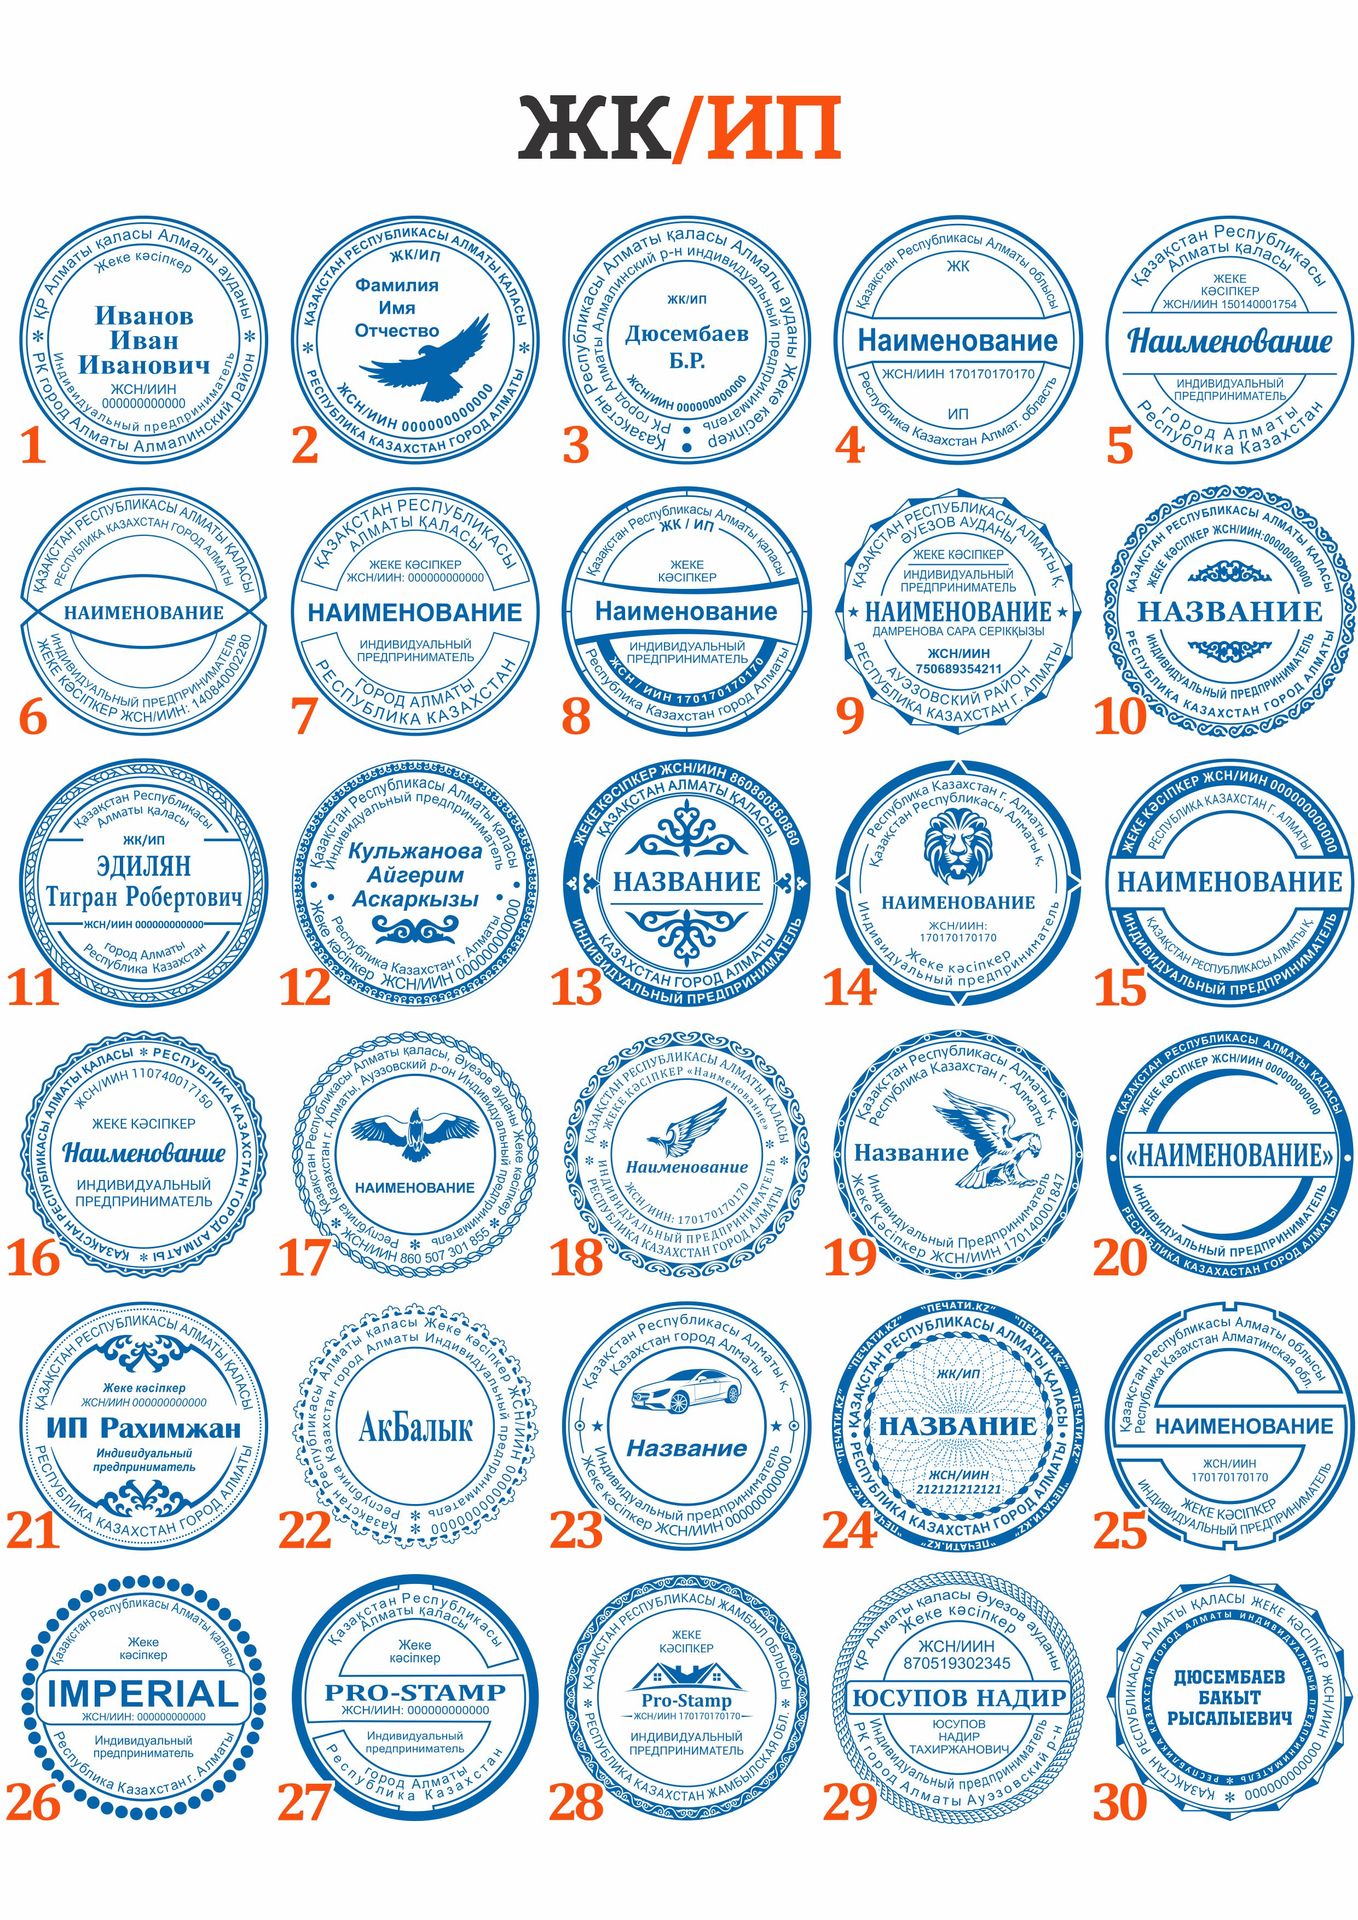 ЖК/ИП
ҚР Алматы қаласы Алмалы ауданы
Жеке кәсіпкер
Иванов
Иван
Иванович
ЖСН/ИИН
000000000000
Индивидуальный предприниматель
РК город Алматы Алмалинский район
1
ҚАЗАҚСТАН РЕСПУБЛИКАСЫ АЛМАТЫ ҚАЛАСЫ
ЖК/ИП
Фамилия
Имя
Отчество
ЖСН/ИИН 000000000000
РЕСПУБЛИКА КАЗАХСТАН ГОРОД АЛМАТЫ
2
Қазақстан Республикасы Алматы қаласы Алмалы ауданы Жеке кәсіпкер
РК город Алматы Алмалинский р-н индивидуальный предприниматель
ЖК/ИП
Дюсембаев
Б.Р.
ЖСН/ИИН 000000000000
3
Қазақстан Республикасы Алматы облысы
ЖК
Наименование
ЖСН/ИИН 170170170170
ИП
Республика Казахстан Алмат. область
4
Қазақстан Республикасы
Алматы қаласы
ЖЕКЕ
КӘСІПКЕР
ЖСН/ИИН 150140001754
Наименование
ИНДИВИДУАЛЬНЫЙ
ПРЕДПРИНИМАТЕЛЬ
город Алматы
Республика Казахстан
5
ҚАЗАҚСТАН РЕСПУБЛИКАСЫ АЛМАТЫ ҚАЛАСЫ
РЕСПУБЛИКА КАЗАХСТАН ГОРОД АЛМАТЫ
НАИМЕНОВАНИЕ
ИНДИВИДУАЛЬНЫЙ ПРЕДПРИНИМАТЕЛЬ
ЖЕКЕ КӘСІПКЕР ЖСН/ИИН: 140840002280
6
ҚАЗАҚСТАН РЕСПУБЛИКАСЫ
АЛМАТЫ ҚАЛАСЫ
ЖЕКЕ КӘСІПКЕР
ЖСН/ИИН: 000000000000
НАИМЕНОВАНИЕ
ИНДИВИДУАЛЬНЫЙ
ПРЕДПРИНИМАТЕЛЬ
ГОРОД АЛМАТЫ
РЕСПУБЛИКА КАЗАХСТАН
7
Қазақстан Республикасы Алматы қаласы
ЖК / ИП
ЖЕКЕ
КӘСІПКЕР
Наименование
ИНДИВИДУАЛЬНЫЙ
ПРЕДПРИНИМАТЕЛЬ
ЖСН / ИИН 170170170170
Республика Казахстан город Алматы
8
ҚАЗАҚСТАН РЕСПУБЛИКАСЫ АЛМАТЫ Қ.
ӘУЕЗОВ АУДАНЫ
ЖЕКЕ КӘСІПКЕР
ИНДИВИДУАЛЬНЫЙ
ПРЕДПРИНИМАТЕЛЬ
НАИМЕНОВАНИЕ
ДАМРЕНОВА САРА СЕРІКҚЫЗЫ
ЖСН/ИИН
750689354211
АУЭЗОВСКИЙ РАЙОН
РЕСПУБЛИКА КАЗАХСТАН Г. АЛМАТЫ
9
ҚАЗАҚСТАН РЕСПУБЛИКАСЫ АЛМАТЫ ҚАЛАСЫ
ЖЕКЕ КӘСІПКЕР ЖСН/ИИН:000000000000
НАЗВАНИЕ
ИНДИВИДУАЛЬНЫЙ ПРЕДПРИНИМАТЕЛЬ
РЕСПУБЛИКА КАЗАХСТАН ГОРОД АЛМАТЫ
10
Қазақстан Республикасы
Алматы қаласы
ЖК/ИП
ЭДИЛЯН
Тигран Робертович
ЖСН/ИИН 000000000000
город Алматы
Республика Казахстан
11
Қазақстан Республикасы Алматы қаласы
Индивидуальный предприниматель
Кульжанова
Айгерим
Аскаркызы
Республика Казахстан г. Алматы
Жеке кәсіпкер ЖСН/ИИН 000000000000
12
ЖЕКЕ КӘСІПКЕР ЖСН/ИИН 860860860860
ҚАЗАҚСТАН АЛМАТЫ ҚАЛАСЫ
НАЗВАНИЕ
КАЗАХСТАН ГОРОД АЛМАТЫ
ИНДИВИДУАЛЬНЫЙ ПРЕДПРИНИМАТЕЛЬ
13
Республика Казахстан г. Алматы
Қазақстан Республикасы Алматы қ.
НАИМЕНОВАНИЕ
ЖСН/ИИН:
170170170170
Жеке кәсіпкер
Индивидуальный предприниматель
14
ЖЕКЕ КӘСІПКЕР ЖСН/ИИН 000000000000
РЕСПУБЛИКА КАЗАХСТАН Г. АЛМАТЫ
НАИМЕНОВАНИЕ
ҚАЗАҚСТАН РЕСПУБЛИКАСЫ АЛМАТЫ Қ.
ИНДИВИДУАЛЬНЫЙ ПРЕДПРИНИМАТЕЛЬ
15
ҚАЗАҚСТАН РЕСПУБЛИКАСЫ АЛМАТЫ ҚАЛАСЫ * РЕСПУБЛИКА КАЗАХСТАН ГОРОД АЛМАТЫ *
ЖСН/ИИН 110740017150
ЖЕКЕ КӘСІПКЕР
Наименование
ИНДИВИДУАЛЬНЫЙ
ПРЕДПРИНИМАТЕЛЬ
16
Қазақстан Республикасы Алматы қаласы, Әуезов ауданы Жеке кәсіпкер * ЖСН/ИИН 860 507 301 855 *
Республика Казахстан г. Алматы, Ауэзовский р-он Индивидуальный предприниматель *
НАИМЕНОВАНИЕ
17
ҚАЗАҚСТАН РЕСПУБЛИКАСЫ АЛМАТЫ ҚАЛАСЫ
ЖЕКЕ КӘСІПКЕР «Наименование»
Наименование
ЖСН/ИИН: 170170170170
ИНДИВИДУАЛЬНЫЙ ПРЕДПРИНИМАТЕЛЬ
РЕСПУБЛИКА КАЗАХСТАН ГОРОД АЛМАТЫ
18
Қазақстан Республикасы Алматы қ.
Республика Казахстан г. Алматы
Название
Индивидуальный Предприниматель
Жеке Кәсіпкер ЖСН/ИИН 170140001847
19
ҚАЗАҚСТАН РЕСПУБЛИКАСЫ АЛМАТЫ ҚАЛАСЫ
ЖЕКЕ КӘСІПКЕР ЖСН/ИИН 000000000000
«НАИМЕНОВАНИЕ»
ИНДИВИДУАЛЬНЫЙ ПРЕДПРИНИМАТЕЛЬ
РЕСПУБЛИКА КАЗАХСТАН ГОРОД АЛМАТЫ
20
ҚАЗАҚСТАН РЕСПУБЛИКАСЫ АЛМАТЫ ҚАЛАСЫ
Жеке кәсіпкер
ЖСН/ИИН 000000000000
ИП Рахимжан
Индивидуальный
предприниматель
РЕСПУБЛИКА КАЗАХСТАН ГОРОД АЛМАТЫ
21
Қазақстан Республикасы Алматы қаласы Жеке кәсіпкер ЖСН/ИИН 000000000000 *
Республика Казахстан город Алматы Индивидуальный предприниматель *
АкБалык
22
Қазақстан Республикасы Алматы қ.
Казахстан город Алматы
Название
Индивидуальный предприниматель
Жеке кәсіпкер ЖСН/ИИН 000000000000
23
"ПЕЧАТИ.KZ" "ПЕЧАТИ.KZ" "ПЕЧАТИ.KZ" "ПЕЧАТИ.KZ" "ПЕЧАТИ.KZ" "ПЕЧАТИ.KZ" "ПЕЧАТИ.KZ" "ПЕЧАТИ.KZ"
ҚАЗАҚСТАН РЕСПУБЛИКАСЫ АЛМАТЫ ҚАЛАСЫ
ЖК/ИП
НАЗВАНИЕ
ЖСН/ИИН
212121212121
РЕСПУБЛИКА КАЗАХСТАН ГОРОД АЛМАТЫ
24
Қазақстан Республикасы Алматы облысы
Республика Казахстан Алматинская обл.
НАИМЕНОВАНИЕ
ЖСН/ИИН
170170170170
ЖЕКЕ КӘСІПКЕР
ИНДИВИДУАЛЬНЫЙ ПРЕДПРИНИМАТЕЛЬ
25
Қазақстан Республикасы Алматы қаласы
Жеке
кәсіпкер
IMPERIAL
ЖСН/ИИН: 000000000000
Индивидуальный
предприниматель
Республика Казахстан г. Алматы
26
Қазақстан Республикасы
Алматы қаласы
Жеке
кәсіпкер
PRO-STAMP
ЖСН/ИИН: 000000000000
Индивидуальный
предприниматель
город Алматы
Республика Казахстан
27
ҚАЗАҚСТАН РЕСПУБЛИКАСЫ ЖАМБЫЛ ОБЛЫСЫ
ЖЕКЕ
КӘСІПКЕР
Pro-Stamp
ЖСН/ИИН 170170170170
ИНДИВИДУАЛЬНЫЙ
ПРЕДПРИНИМАТЕЛЬ
РЕСПУБЛИКА КАЗАХСТАН ЖАМБЫЛСКАЯ ОБЛ.
28
ҚР Алматы қаласы Әуезов ауданы
Жеке кәсіпкер
ЖСН/ИИН
870519302345
ЮСУПОВ НАДИР
ЮСУПОВ
НАДИР
ТАХИРЖАНОВИЧ
Индивидуальный предприниматель
РК город Алматы Ауэзовский р-н
29
ҚАЗАҚСТАН РЕСПУБЛИКАСЫ АЛМАТЫ ҚАЛАСЫ ЖЕКЕ КӘСІПКЕР ЖСН/ИИН 000000000000 *
РЕСПУБЛИКА КАЗАХСТАН ГОРОД АЛМАТЫ ИНДИВИДУАЛЬНЫЙ ПРЕДПРИНИМАТЕЛЬ *
ДЮСЕМБАЕВ
БАКЫТ
РЫСАЛЫЕВИЧ
30